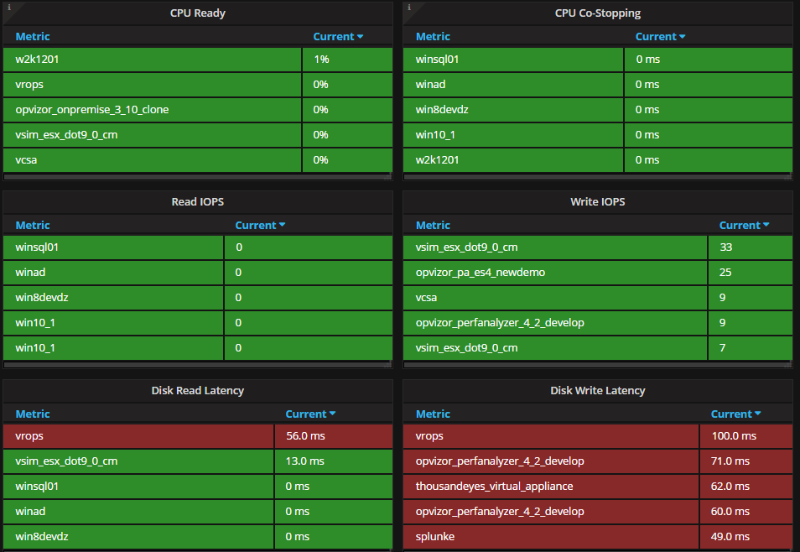 CPU Ready
Metric Current
w2k1201 1%
vrops 0%
opvizor_onpremise_3_10_clone 0%
vsim_esx_dot9_0_cm 0%
vcsa 0%
CPU Co-Stopping
Metric Current
winsql01 0 ms
winad 0 ms
win8devdz 0 ms
win10_1 0 ms
w2k1201 0 ms
Read IOPS
Metric Current
winsql01 0
winad 0
win8devdz 0
win10_1 0
win10_1 0
Write IOPS
Metric Current
vsim_esx_dot9_0_cm 33
opvizor_pa_es4_newdemo 25
vcsa 9
opvizor_perfanalyzer_4_2_develop 9
vsim_esx_dot9_0_cm 7
Disk Read Latency
Metric Current
vrops 56.0 ms
vsim_esx_dot9_0_cm 13.0 ms
winsql01 0 ms
winad 0 ms
win8devdz 0 ms
Disk Write Latency
Metric Current
vrops 100.0 ms
opvizor_perfanalyzer_4_2_develop 71.0 ms
thousandeyes_virtual_appliance 62.0 ms
opvizor_perfanalyzer_4_2_develop 60.0 ms
splunke 49.0 ms